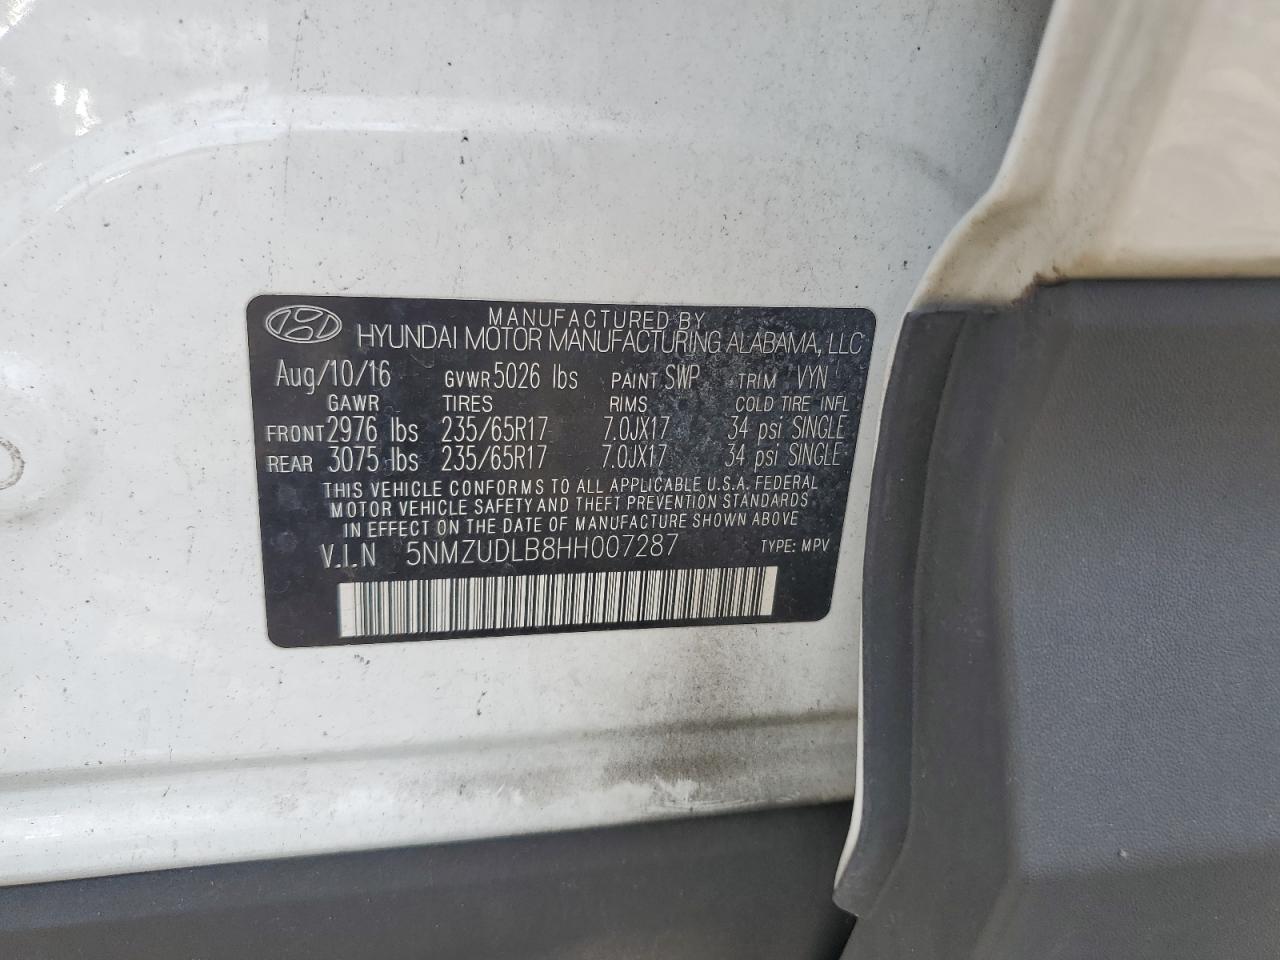 MANUFACTURED BY
HYUNDAI MOTOR MANUFACTURING ALABAMA, LLC
Aug/10/16 GVWR 5026 lbs PAINT SWP TRIM VYN
GAWR TIRES RIMS COLD TIRE INFL
FRONT 2976 lbs 235/65R17 7.0JX17 34 psi SINGLE
REAR 3075 lbs 235/65R17 7.0JX17 34 psi SINGLE
THIS VEHICLE CONFORMS TO ALL APPLICABLE U.S.A. FEDERAL
MOTOR VEHICLE SAFETY AND THEFT PREVENTION STANDARDS
IN EFFECT ON THE DATE OF MANUFACTURE SHOWN ABOVE
V.I.N 5NMZUDLB8HH007287 TYPE: MPV